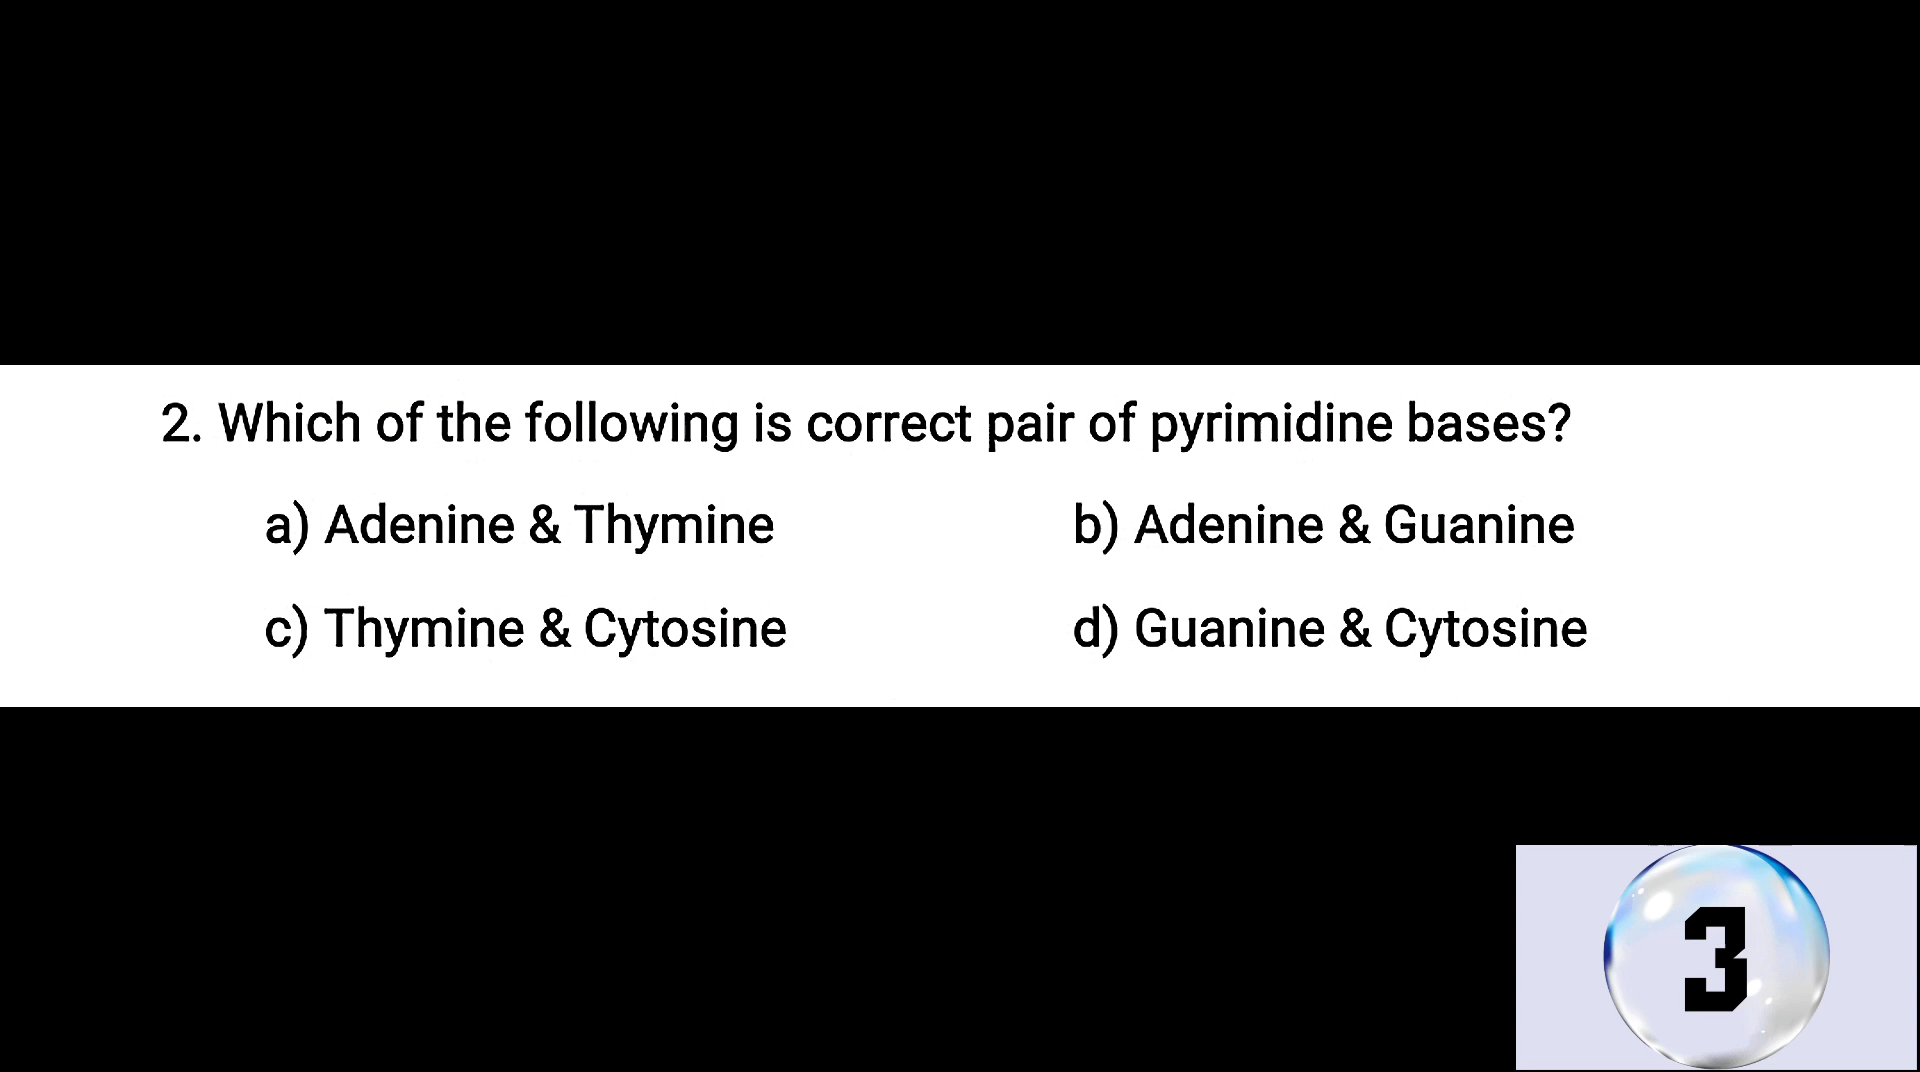 2. Which of the following is correct pair of pyrimidine bases?
a) Adenine & Thymine
b) Adenine & Guanine
c) Thymine & Cytosine
d) Guanine & Cytosine
3